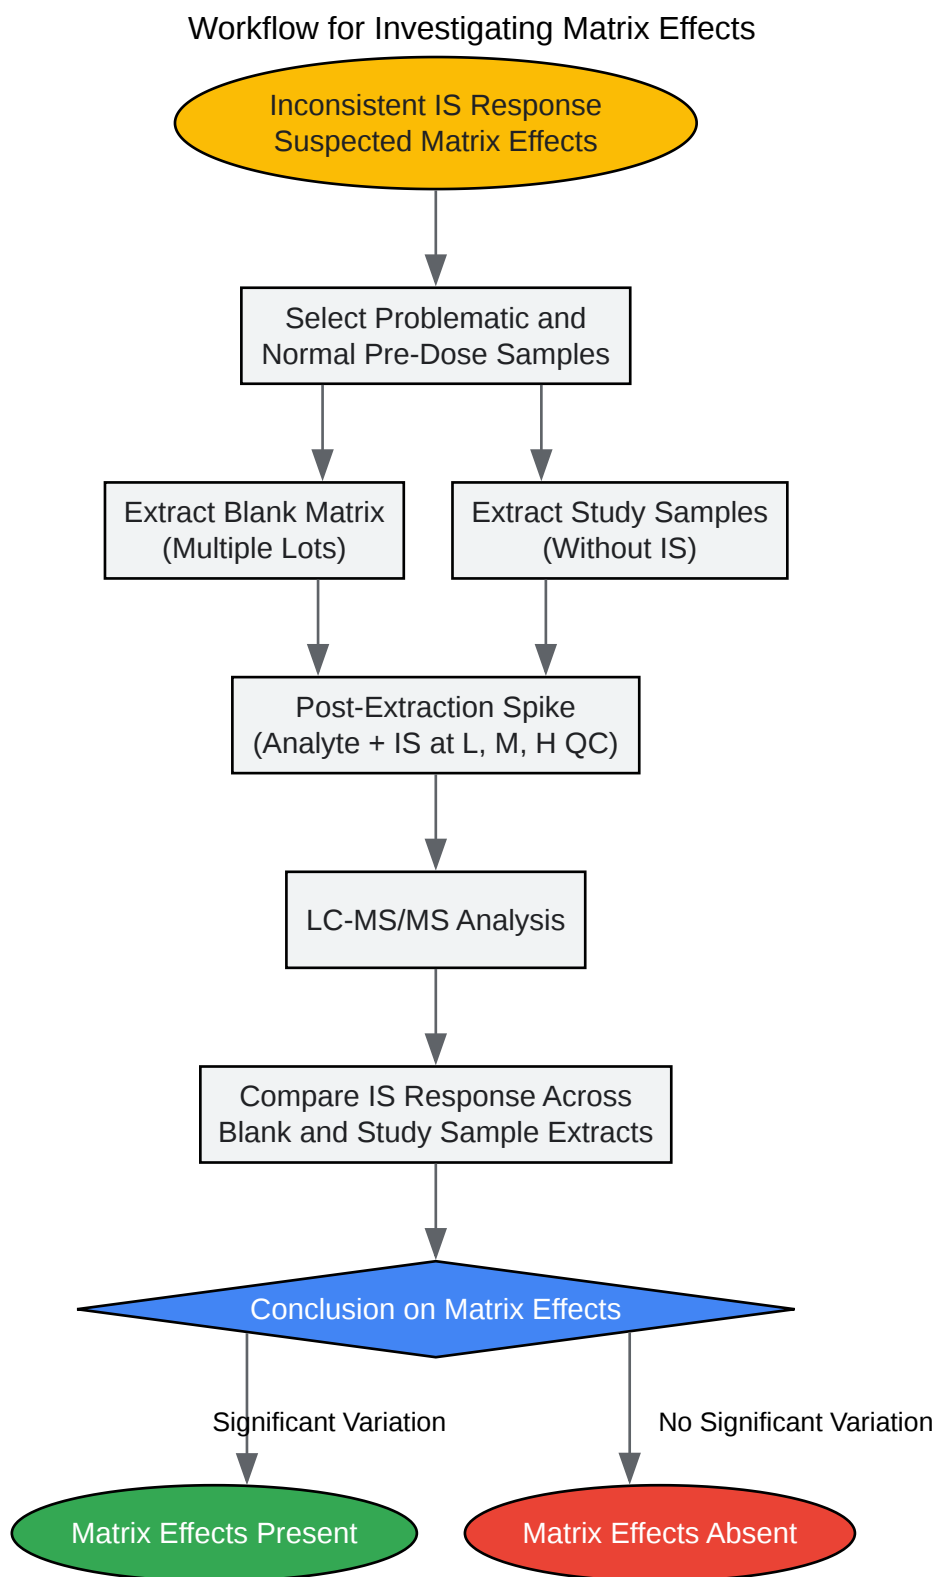 Workflow for Investigating Matrix Effects
Inconsistent IS Response
Suspected Matrix Effects
Select Problematic and
Normal Pre-Dose Samples
Extract Blank Matrix
(Multiple Lots)
Extract Study Samples
(Without IS)
Post-Extraction Spike
(Analyte + IS at L, M, H QC)
LC-MS/MS Analysis
Compare IS Response Across
Blank and Study Sample Extracts
Conclusion on Matrix Effects
Significant Variation
No Significant Variation
Matrix Effects Present
Matrix Effects Absent